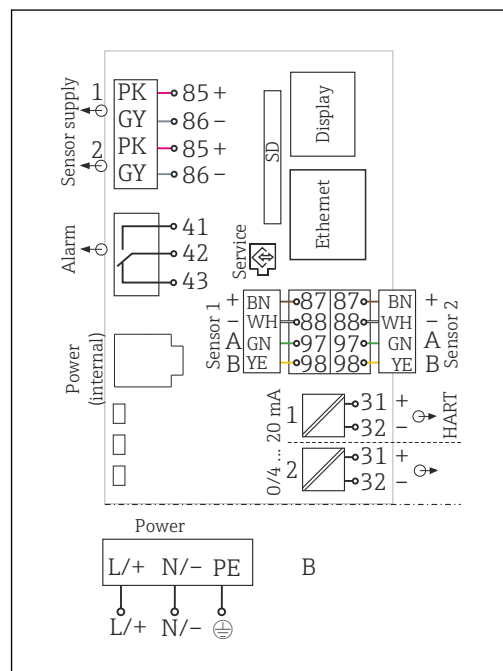 Sensor supply
1 PK 85 +
GY 86 −
2 PK 85 +
GY 86 −
Display
SD
Ethernet
Alarm
41
42
43
Service
Sensor 1
+ BN 87 87 BN +
− WH 88 88 WH −
A GN 97 97 GN A
B YE 98 98 YE B
Sensor 2
Power
(internal)
0/4 ... 20 mA
1 31 +
32 −
HART
2 31 +
32 −
Power
L/+ N/− PE
B
L/+ N/−